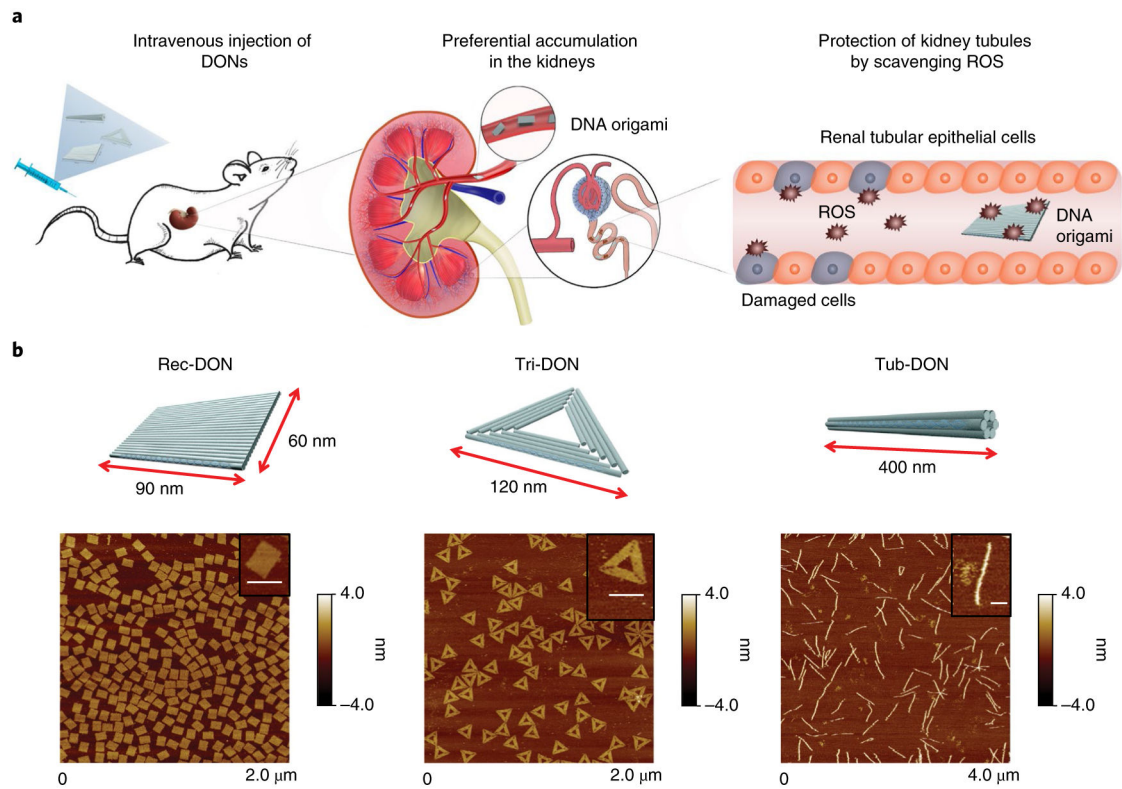 a
Intravenous injection of
DONs
Preferential accumulation
in the kidneys
Protection of kidney tubules
by scavenging ROS
DNA origami
Renal tubular epithelial cells
ROS
DNA
origami
Damaged cells
b
Rec-DON
Tri-DON
Tub-DON
60 nm
90 nm
120 nm
400 nm
4.0
nm
–4.0
0
2.0 μm
4.0
nm
–4.0
0
2.0 μm
4.0
nm
–4.0
0
4.0 μm